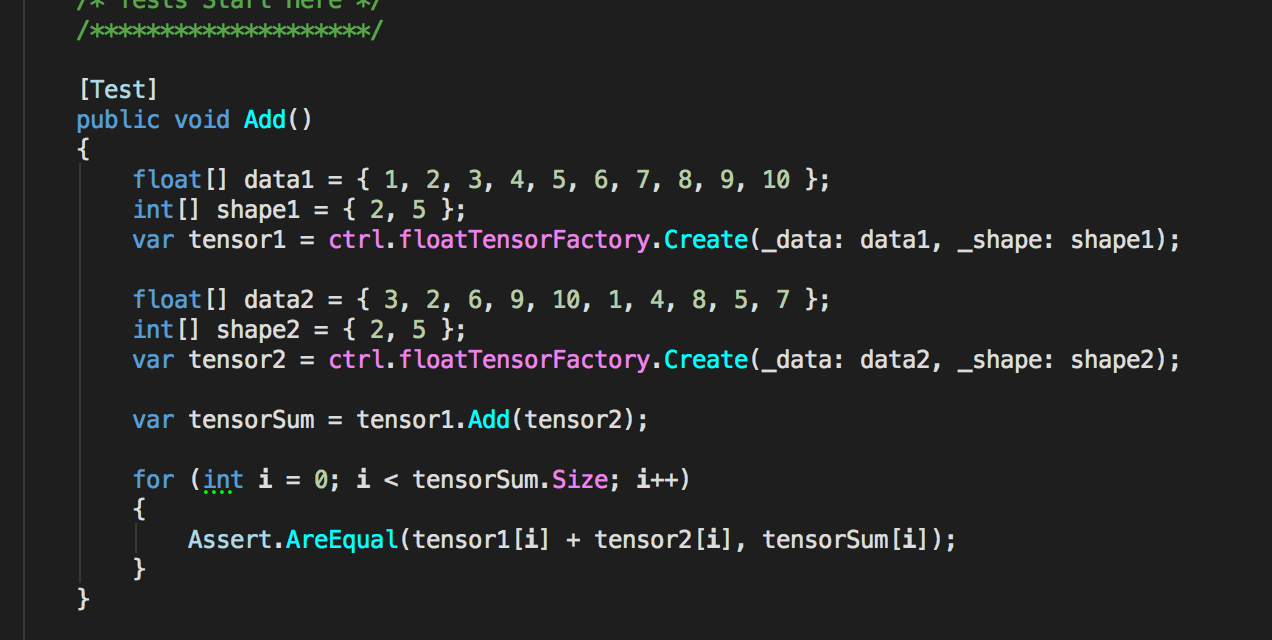 /* Tests Start Here */
/********************/
[Test]
public void Add()
{
float[] data1 = { 1, 2, 3, 4, 5, 6, 7, 8, 9, 10 };
int[] shape1 = { 2, 5 };
var tensor1 = ctrl.floatTensorFactory.Create(_data: data1, _shape: shape1);
float[] data2 = { 3, 2, 6, 9, 10, 1, 4, 8, 5, 7 };
int[] shape2 = { 2, 5 };
var tensor2 = ctrl.floatTensorFactory.Create(_data: data2, _shape: shape2);
var tensorSum = tensor1.Add(tensor2);
for (int i = 0; i < tensorSum.Size; i++)
{
Assert.AreEqual(tensor1[i] + tensor2[i], tensorSum[i]);
}
}